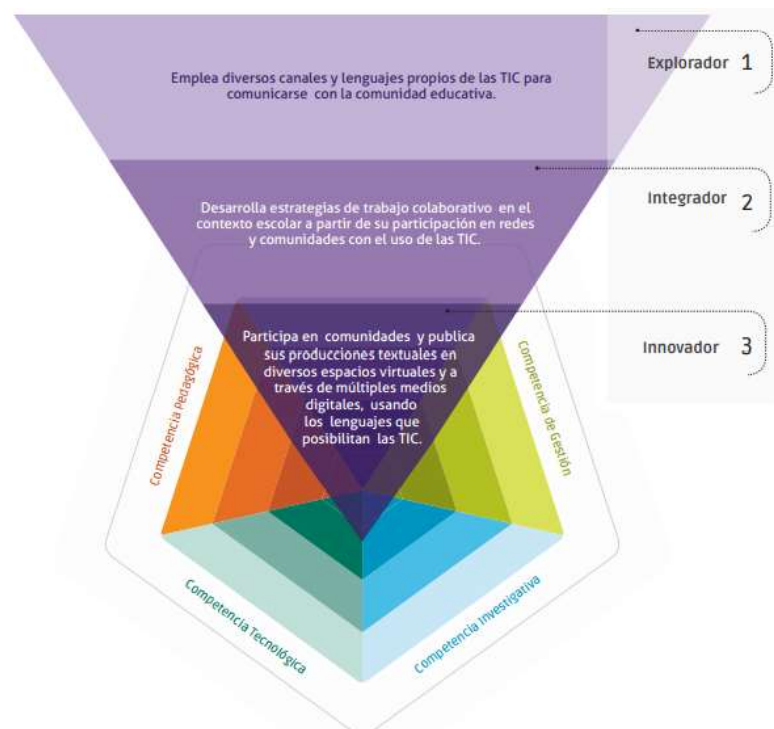 Emplea diversos canales y lenguajes propios de las TIC para
comunicarse con la comunidad educativa.
Explorador 1
Desarrolla estrategias de trabajo colaborativo en el
contexto escolar a partir de su participación en redes
y comunidades con el uso de las TIC.
Integrador 2
Participa en comunidades y publica
sus producciones textuales en
diversos espacios virtuales y a
través de múltiples medios
digitales, usando
los lenguajes que
posibilitan las TIC.
Innovador 3
Competencia Pedagógica
Competencia de Gestión
Competencia Tecnológica
Competencia Investigativa